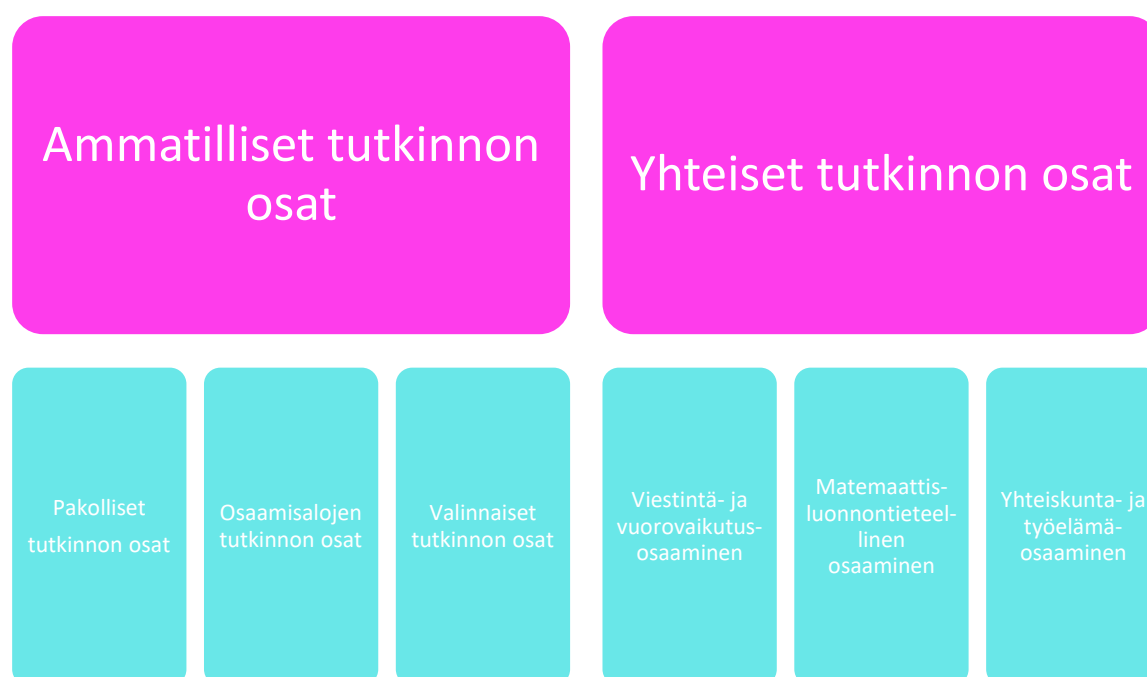 Ammatilliset tutkinnon
osat
Yhteiset tutkinnon osat
Pakolliset
tutkinnon osat
Osaamisalojen
tutkinnon osat
Valinnaiset
tutkinnon osat
Viestintä- ja
vuorovaikutus-
osaaminen
Matemaattis-
luonnontieteel-
linen
osaaminen
Yhteiskunta- ja
työelämä-
osaaminen